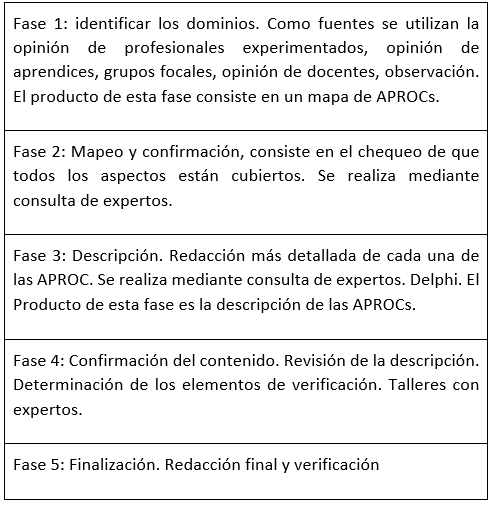 Fase 1: identificar los dominios. Como fuentes se utilizan la
opinión de profesionales experimentados, opinión de
aprendices, grupos focales, opinión de docentes, observación.
El producto de esta fase consiste en un mapa de APROCs.
Fase 2: Mapeo y confirmación, consiste en el chequeo de que
todos los aspectos están cubiertos. Se realiza mediante
consulta de expertos.
Fase 3: Descripción. Redacción más detallada de cada una de
las APROC. Se realiza mediante consulta de expertos. Delphi. El
Producto de esta fase es la descripción de las APROCs.
Fase 4: Confirmación del contenido. Revisión de la descripción.
Determinación de los elementos de verificación. Talleres con
expertos.
Fase 5: Finalización. Redacción final y verificación